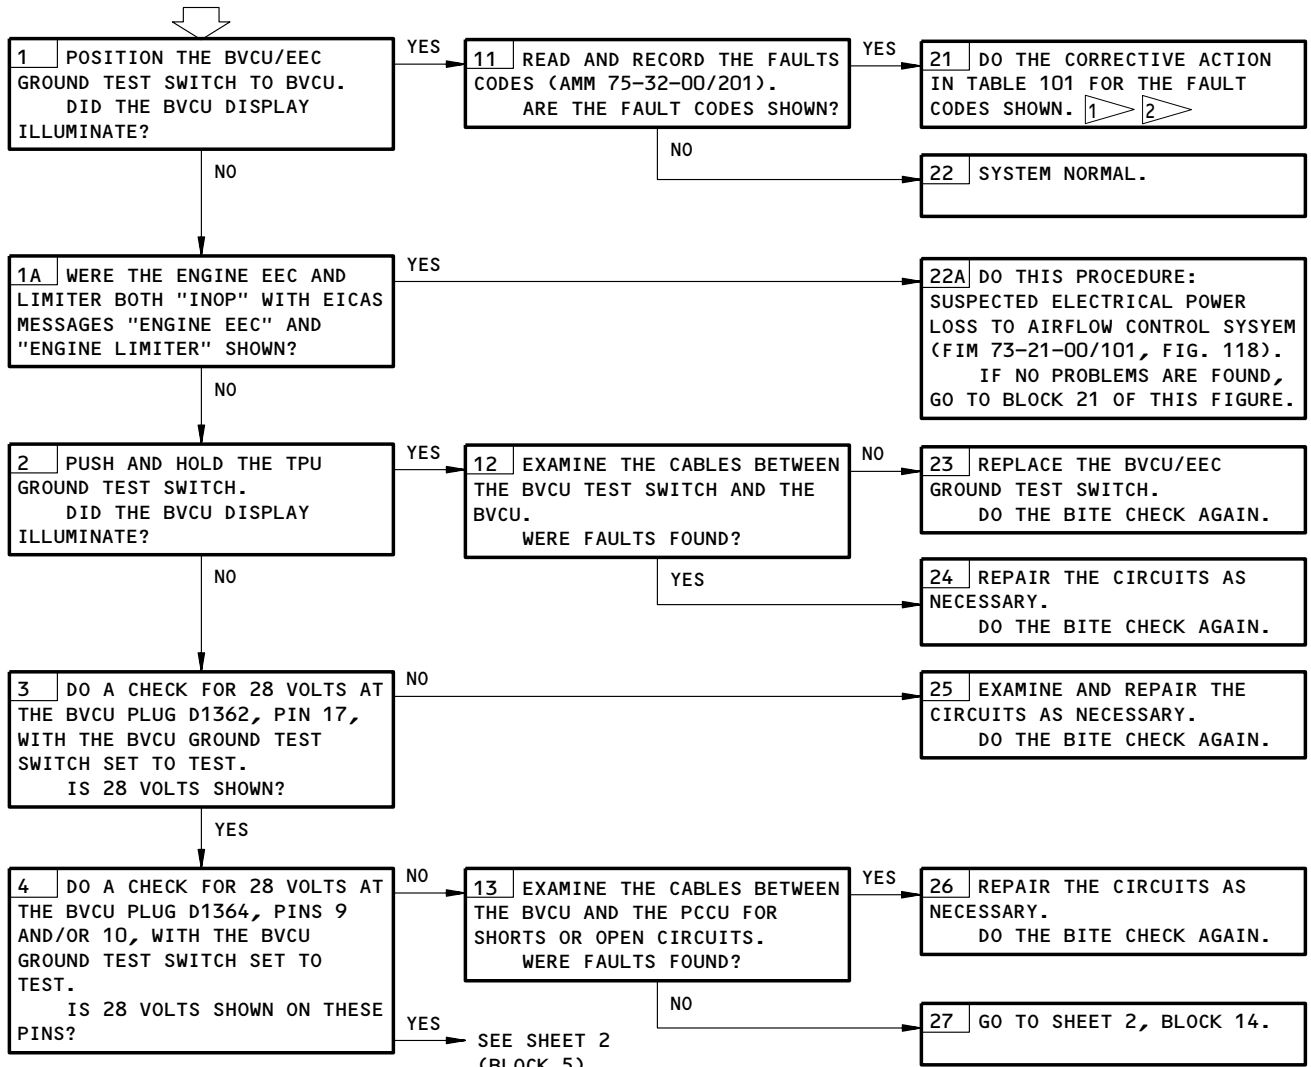 1 POSITION THE BVCU/EEC
GROUND TEST SWITCH TO BVCU.
DID THE BVCU DISPLAY
ILLUMINATE?
YES
11 READ AND RECORD THE FAULTS
CODES (AMM 75-32-00/201).
ARE THE FAULT CODES SHOWN?
YES
21 DO THE CORRECTIVE ACTION
IN TABLE 101 FOR THE FAULT
CODES SHOWN. 1 2
NO
22 SYSTEM NORMAL.
NO
1A WERE THE ENGINE EEC AND
LIMITER BOTH "INOP" WITH EICAS
MESSAGES "ENGINE EEC" AND
"ENGINE LIMITER" SHOWN?
YES
22A DO THIS PROCEDURE:
SUSPECTED ELECTRICAL POWER
LOSS TO AIRFLOW CONTROL SYSYEM
(FIM 73-21-00/101, FIG. 118).
IF NO PROBLEMS ARE FOUND,
GO TO BLOCK 21 OF THIS FIGURE.
NO
2 PUSH AND HOLD THE TPU
GROUND TEST SWITCH.
DID THE BVCU DISPLAY
ILLUMINATE?
YES
12 EXAMINE THE CABLES BETWEEN
THE BVCU TEST SWITCH AND THE
BVCU.
WERE FAULTS FOUND?
NO
23 REPLACE THE BVCU/EEC
GROUND TEST SWITCH.
DO THE BITE CHECK AGAIN.
YES
24 REPAIR THE CIRCUITS AS
NECESSARY.
DO THE BITE CHECK AGAIN.
NO
3 DO A CHECK FOR 28 VOLTS AT
THE BVCU PLUG D1362, PIN 17,
WITH THE BVCU GROUND TEST
SWITCH SET TO TEST.
IS 28 VOLTS SHOWN?
NO
25 EXAMINE AND REPAIR THE
CIRCUITS AS NECESSARY.
DO THE BITE CHECK AGAIN.
YES
4 DO A CHECK FOR 28 VOLTS AT
THE BVCU PLUG D1364, PINS 9
AND/OR 10, WITH THE BVCU
GROUND TEST SWITCH SET TO
TEST.
IS 28 VOLTS SHOWN ON THESE
PINS?
NO
13 EXAMINE THE CABLES BETWEEN
THE BVCU AND THE PCCU FOR
SHORTS OR OPEN CIRCUITS.
WERE FAULTS FOUND?
YES
26 REPAIR THE CIRCUITS AS
NECESSARY.
DO THE BITE CHECK AGAIN.
NO
27 GO TO SHEET 2, BLOCK 14.
YES
SEE SHEET 2
(BLOCK 5)